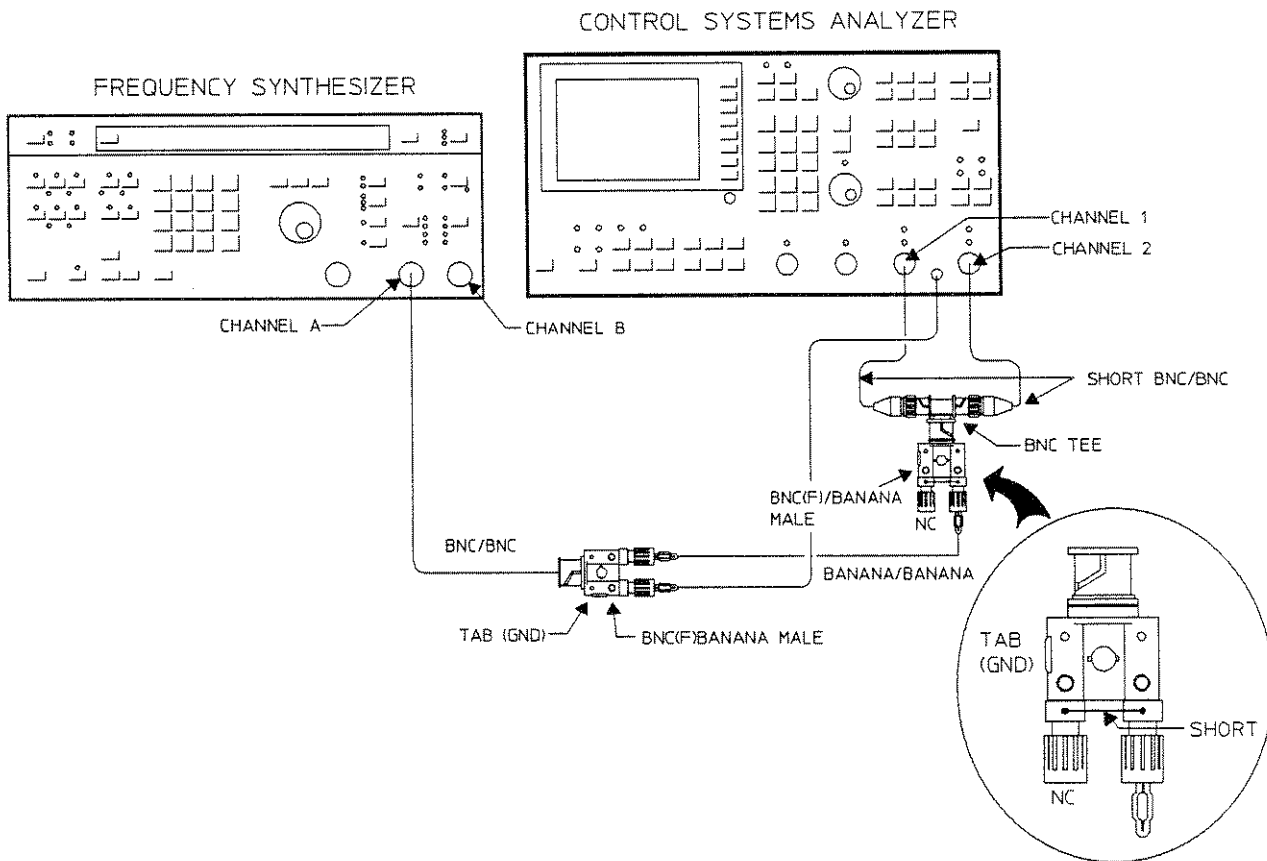 CONTROL SYSTEMS ANALYZER
FREQUENCY SYNTHESIZER
CHANNEL 1
CHANNEL 2
CHANNEL A
CHANNEL B
SHORT BNC/BNC
BNC TEE
BNC(F)/BANANA
MALE
NC
BNC/BNC
BANANA/BANANA
TAB (GND)
BNC(F)BANANA MALE
TAB
(GND)
SHORT
NC